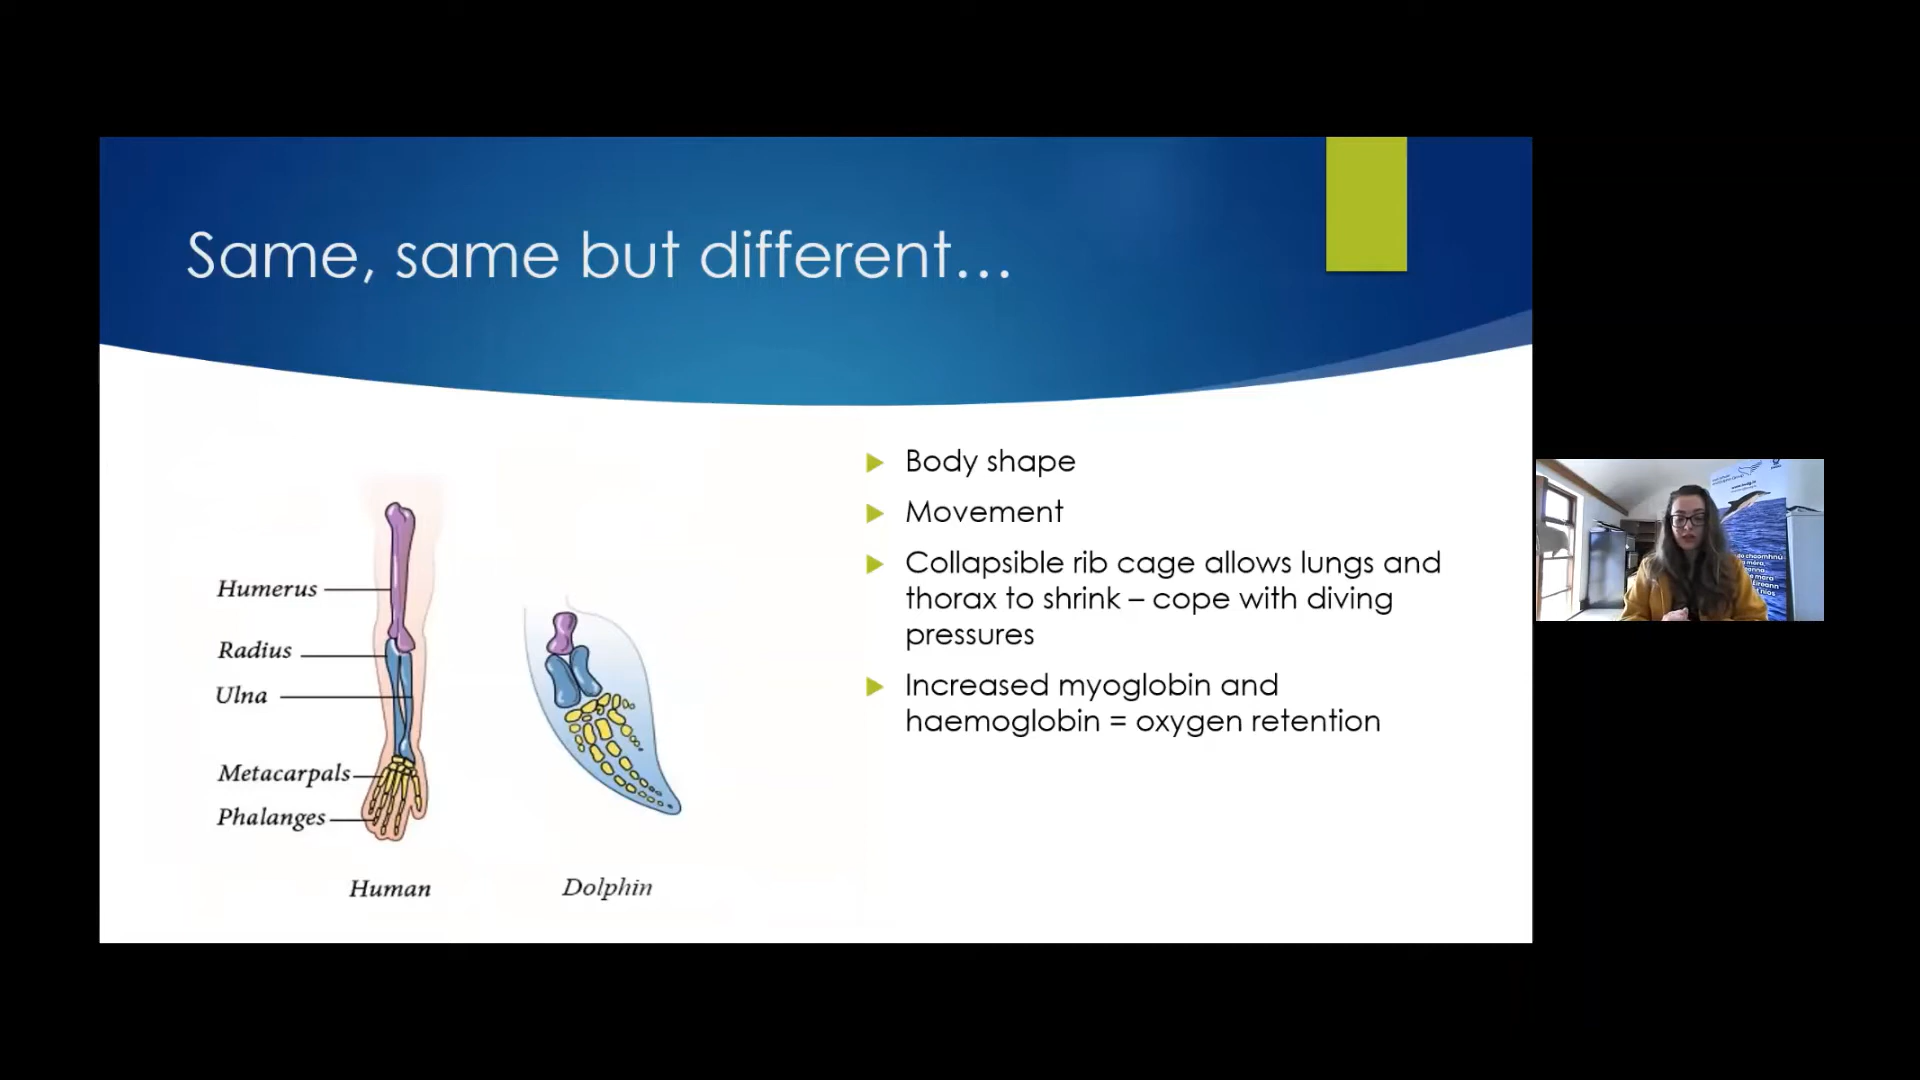 Same, same but different…
Humerus
Radius
Ulna
Metacarpals
Phalanges
Human
Dolphin
Body shape
Movement
Collapsible rib cage allows lungs and
thorax to shrink – cope with diving
pressures
Increased myoglobin and
haemoglobin = oxygen retention